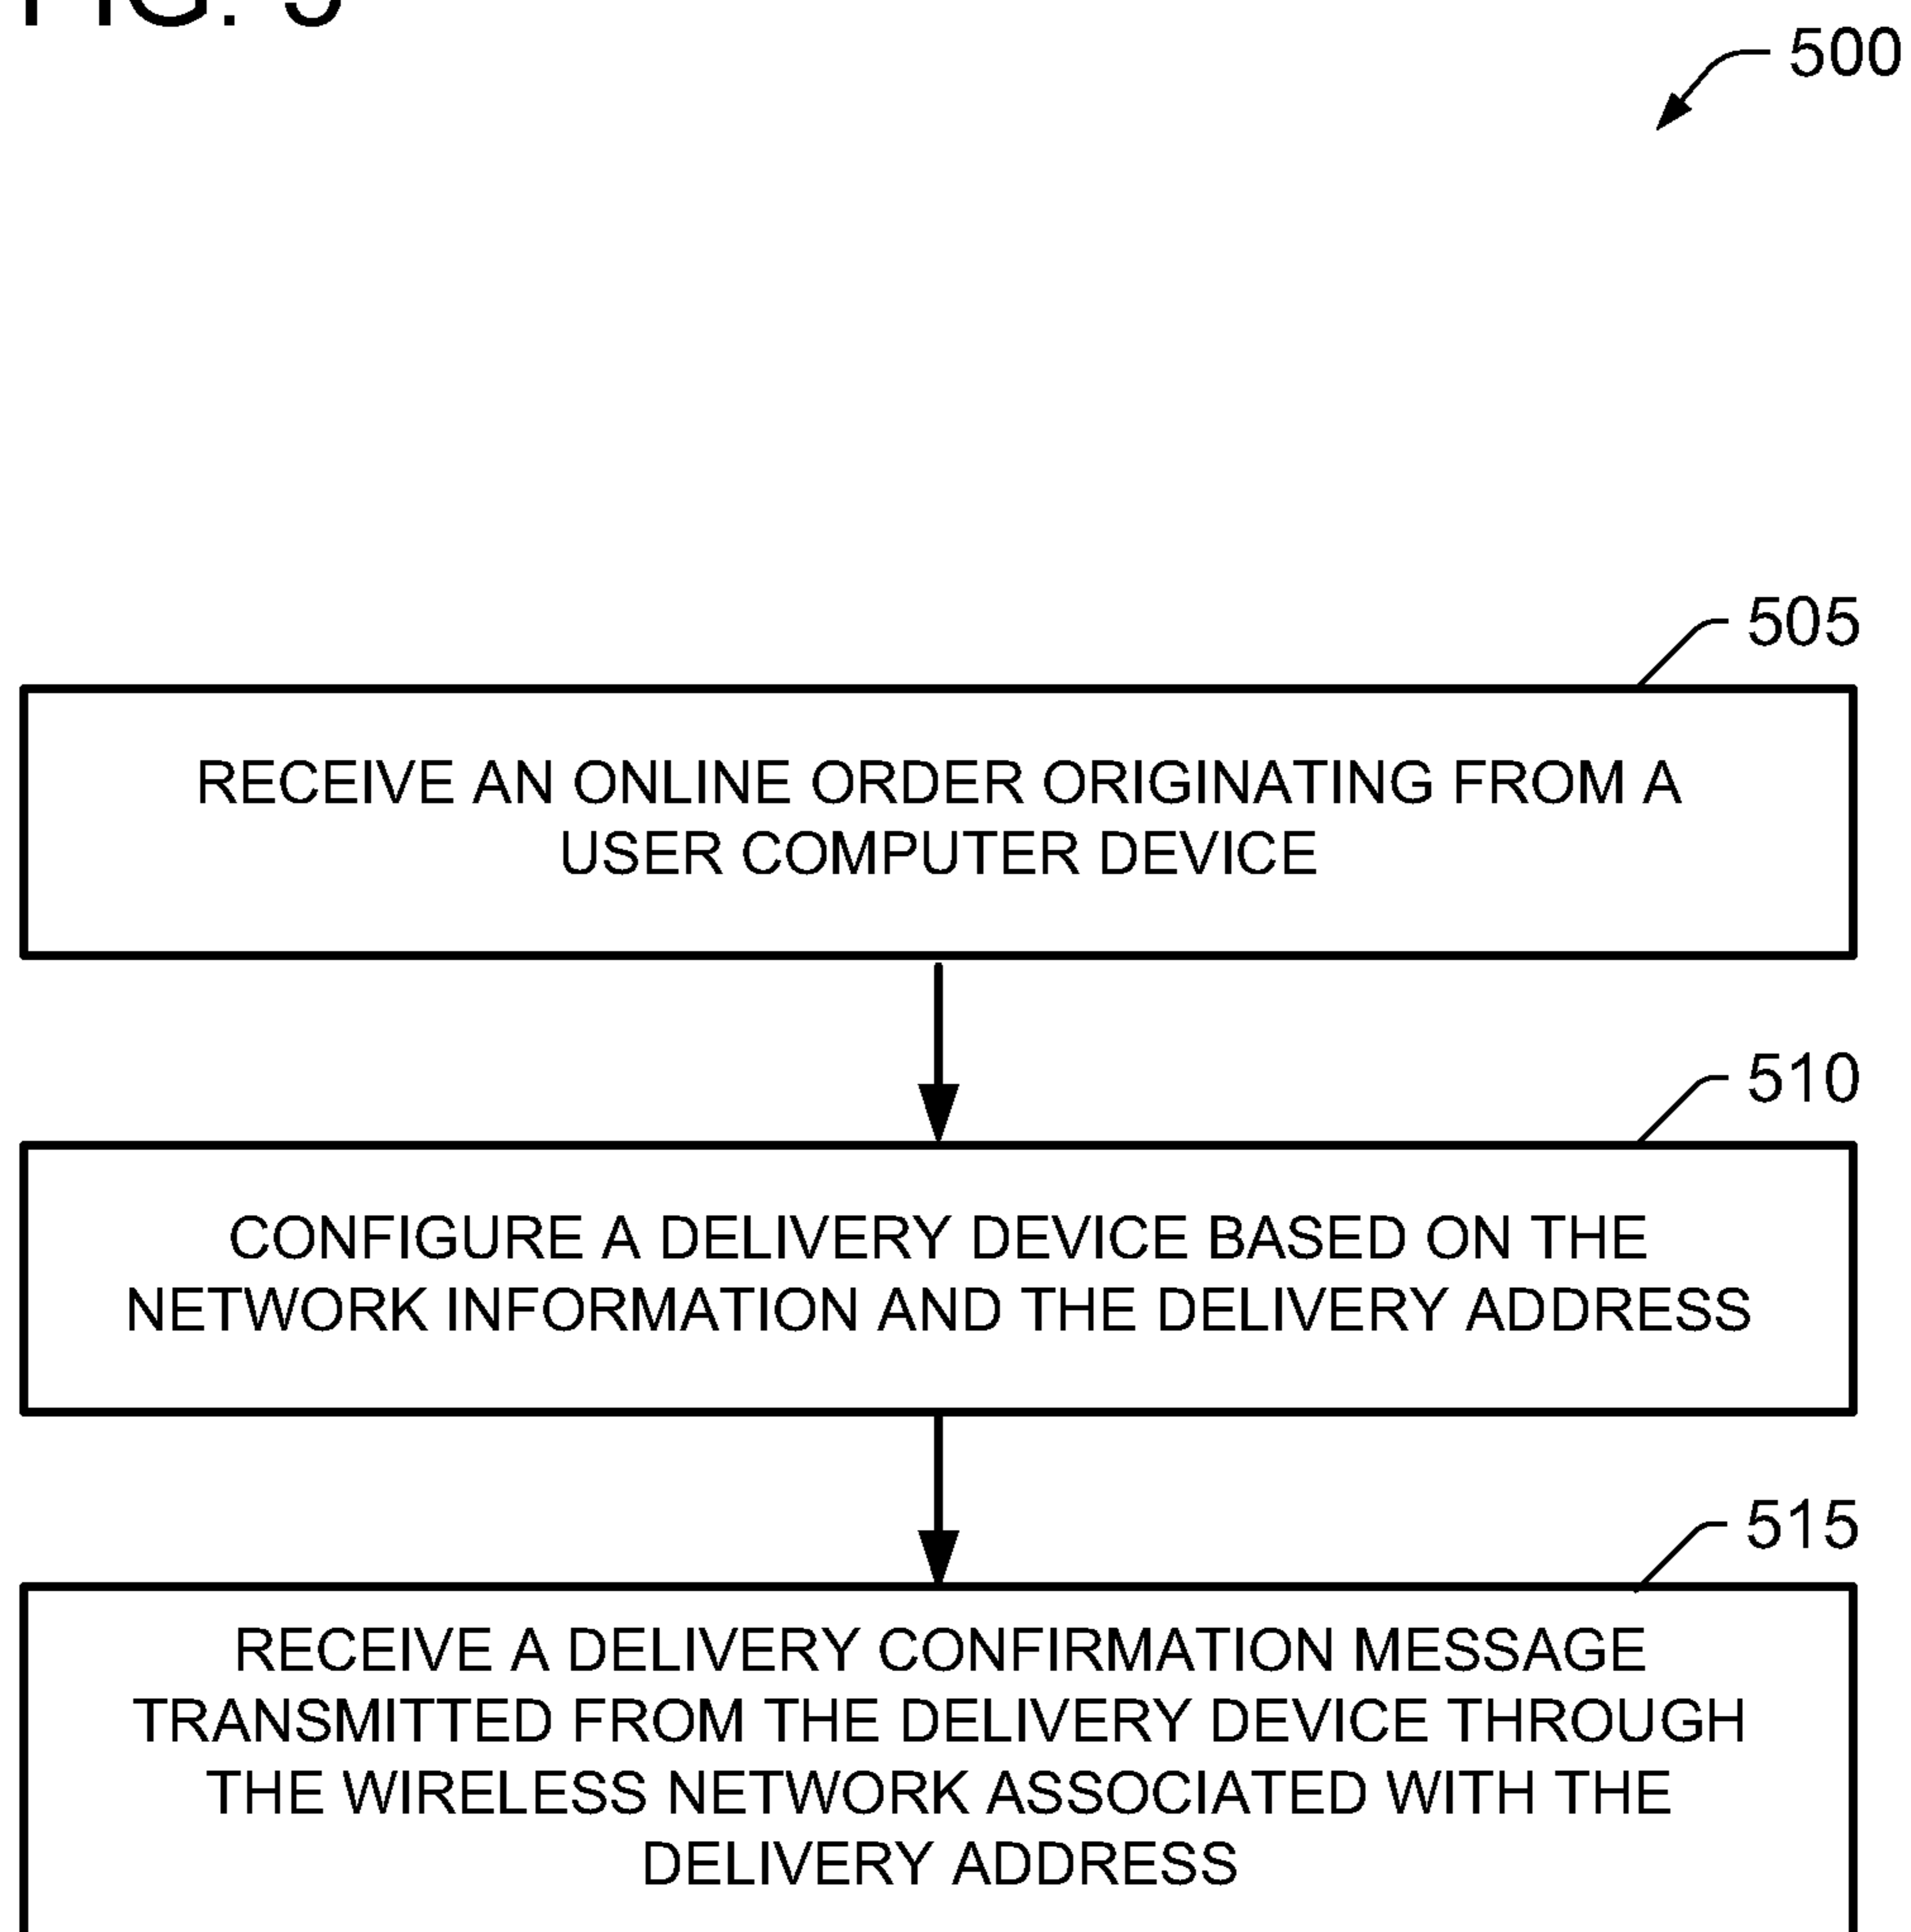 FIG. 5
500
505
RECEIVE AN ONLINE ORDER ORIGINATING FROM A
USER COMPUTER DEVICE
510
CONFIGURE A DELIVERY DEVICE BASED ON THE
NETWORK INFORMATION AND THE DELIVERY ADDRESS
515
RECEIVE A DELIVERY CONFIRMATION MESSAGE
TRANSMITTED FROM THE DELIVERY DEVICE THROUGH
THE WIRELESS NETWORK ASSOCIATED WITH THE
DELIVERY ADDRESS